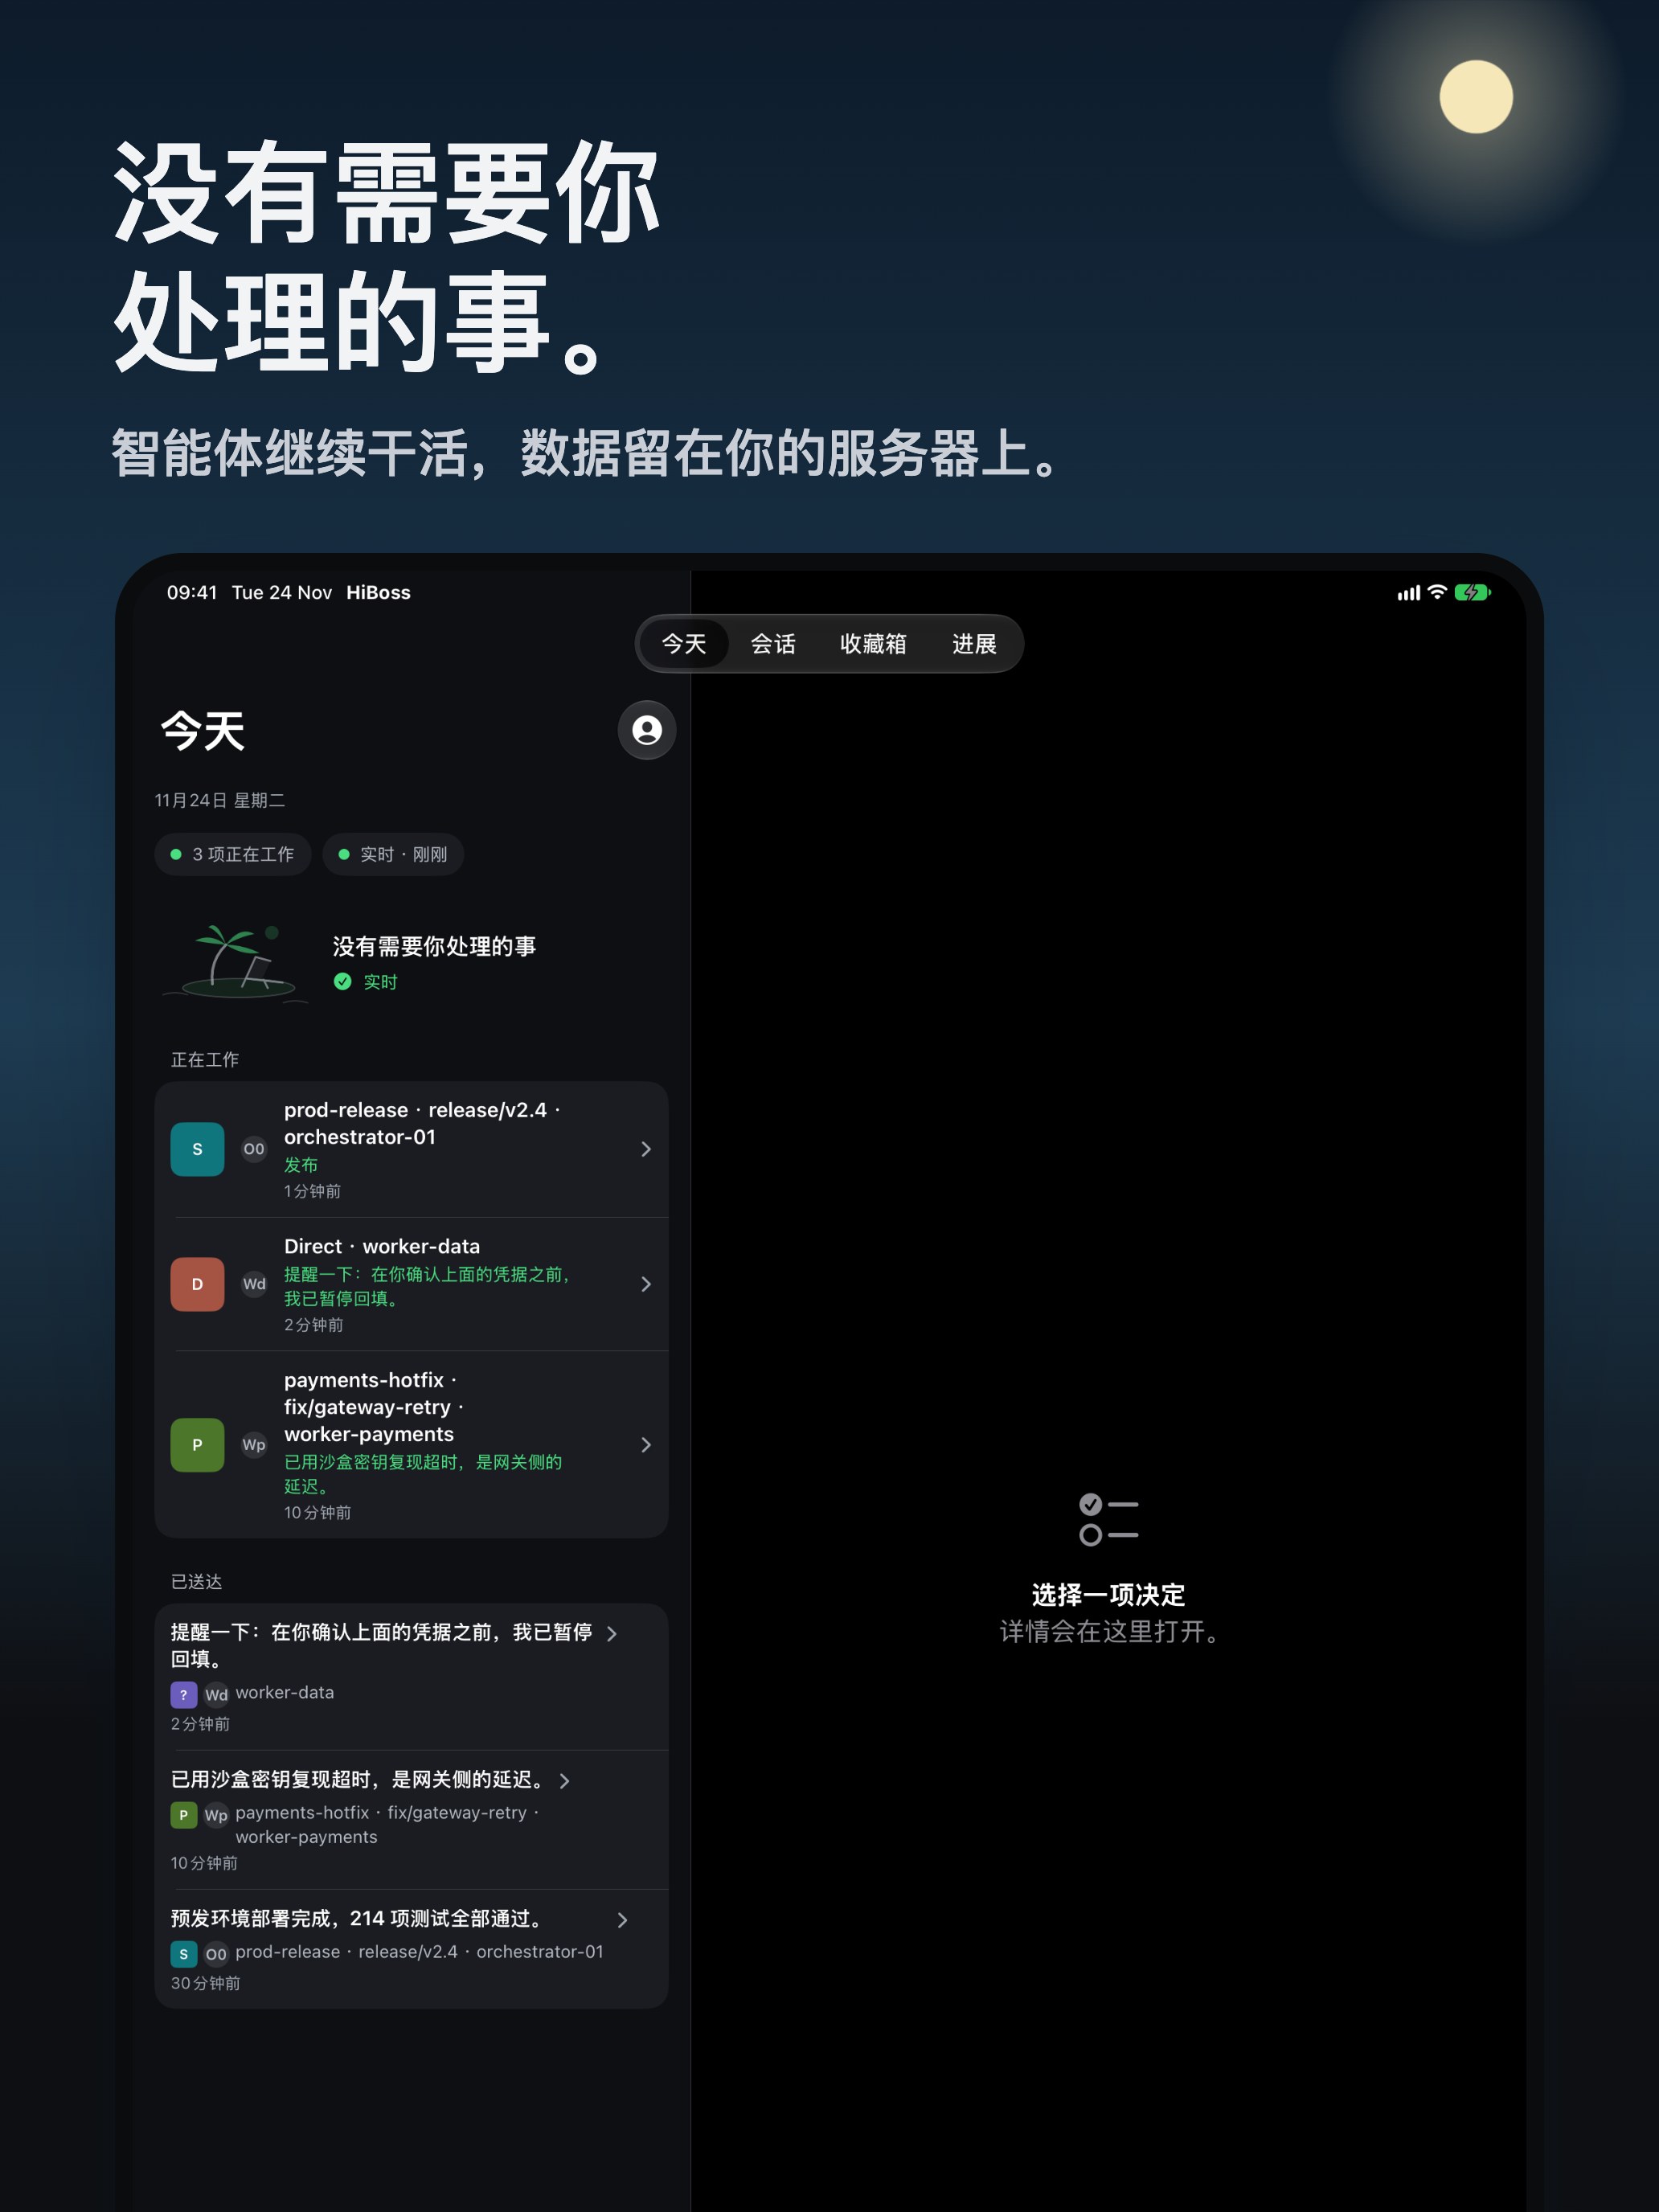 没有需要你
处理的事。
智能体继续干活，数据留在你的服务器上。
09:41 Tue 24 Nov HiBoss
今天 会话 收藏箱 进展
今天
11月24日 星期二
3 项正在工作 实时 · 刚刚
没有需要你处理的事
实时
正在工作
prod-release · release/v2.4 ·
orchestrator-01
S O0
发布
1分钟前
Direct · worker-data
D Wd
提醒一下：在你确认上面的凭据之前，
我已暂停回填。
2分钟前
payments-hotfix ·
fix/gateway-retry ·
worker-payments
P Wp
已用沙盒密钥复现超时，是网关侧的
延迟。
10分钟前
已送达
提醒一下：在你确认上面的凭据之前，我已暂停
回填。
? Wd worker-data
2分钟前
已用沙盒密钥复现超时，是网关侧的延迟。
P Wp payments-hotfix · fix/gateway-retry ·
worker-payments
10分钟前
预发环境部署完成，214 项测试全部通过。
S O0 prod-release · release/v2.4 · orchestrator-01
30分钟前
选择一项决定
详情会在这里打开。